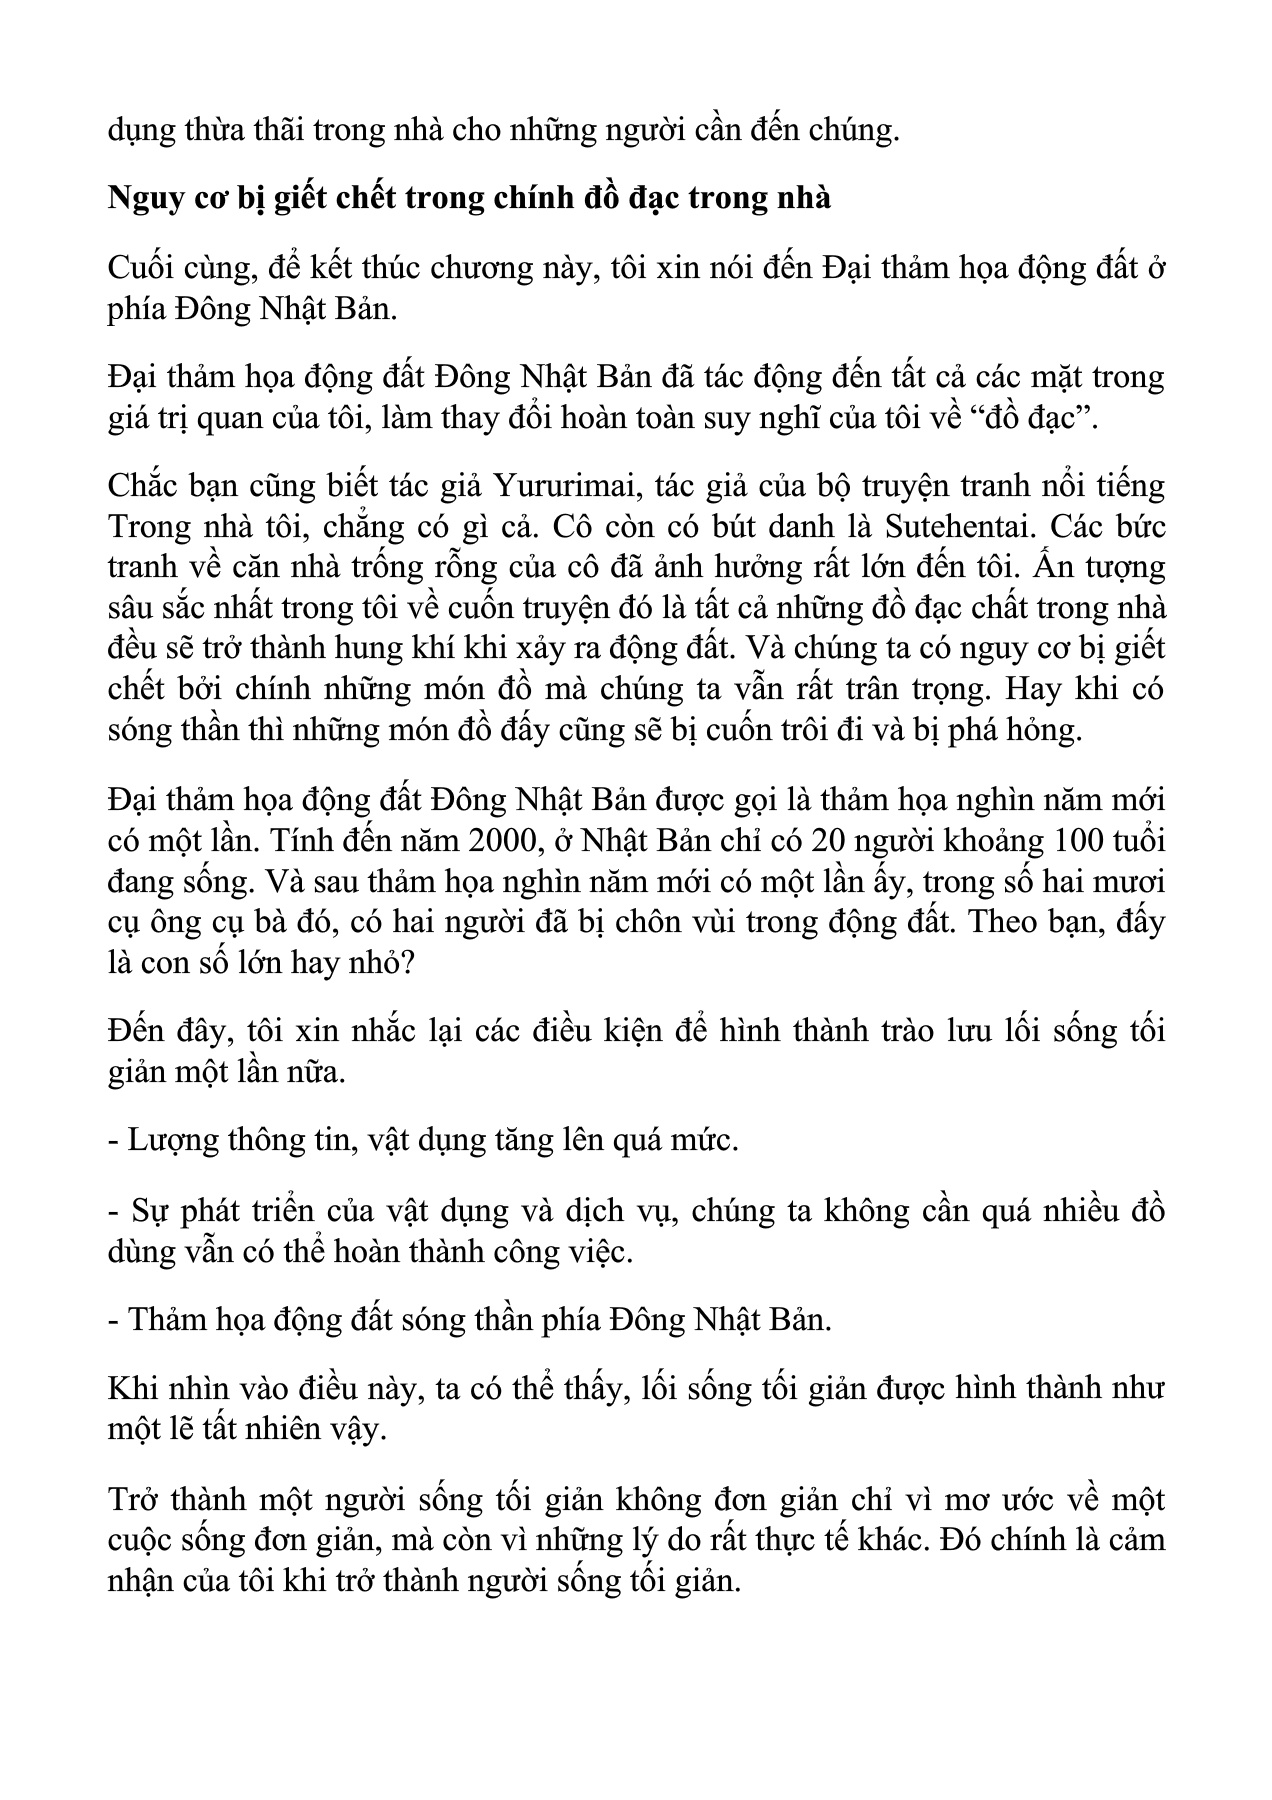 dụng thừa thãi trong nhà cho những người cần đến chúng.
Nguy cơ bị giết chết trong chính đồ đạc trong nhà
Cuối cùng, để kết thúc chương này, tôi xin nói đến Đại thảm họa động đất ở
phía Đông Nhật Bản.
Đại thảm họa động đất Đông Nhật Bản đã tác động đến tất cả các mặt trong
giá trị quan của tôi, làm thay đổi hoàn toàn suy nghĩ của tôi về “đồ đạc”.
Chắc bạn cũng biết tác giả Yururimai, tác giả của bộ truyện tranh nổi tiếng
Trong nhà tôi, chẳng có gì cả. Cô còn có bút danh là Sutehentai. Các bức
tranh về căn nhà trống rỗng của cô đã ảnh hưởng rất lớn đến tôi. Ấn tượng
sâu sắc nhất trong tôi về cuốn truyện đó là tất cả những đồ đạc chất trong nhà
đều sẽ trở thành hung khí khi xảy ra động đất. Và chúng ta có nguy cơ bị giết
chết bởi chính những món đồ mà chúng ta vẫn rất trân trọng. Hay khi có
sóng thần thì những món đồ đấy cũng sẽ bị cuốn trôi đi và bị phá hỏng.
Đại thảm họa động đất Đông Nhật Bản được gọi là thảm họa nghìn năm mới
có một lần. Tính đến năm 2000, ở Nhật Bản chỉ có 20 người khoảng 100 tuổi
đang sống. Và sau thảm họa nghìn năm mới có một lần ấy, trong số hai mươi
cụ ông cụ bà đó, có hai người đã bị chôn vùi trong động đất. Theo bạn, đấy
là con số lớn hay nhỏ?
Đến đây, tôi xin nhắc lại các điều kiện để hình thành trào lưu lối sống tối
giản một lần nữa.
- Lượng thông tin, vật dụng tăng lên quá mức.
- Sự phát triển của vật dụng và dịch vụ, chúng ta không cần quá nhiều đồ
dùng vẫn có thể hoàn thành công việc.
- Thảm họa động đất sóng thần phía Đông Nhật Bản.
Khi nhìn vào điều này, ta có thể thấy, lối sống tối giản được hình thành như
một lẽ tất nhiên vậy.
Trở thành một người sống tối giản không đơn giản chỉ vì mơ ước về một
cuộc sống đơn giản, mà còn vì những lý do rất thực tế khác. Đó chính là cảm
nhận của tôi khi trở thành người sống tối giản.